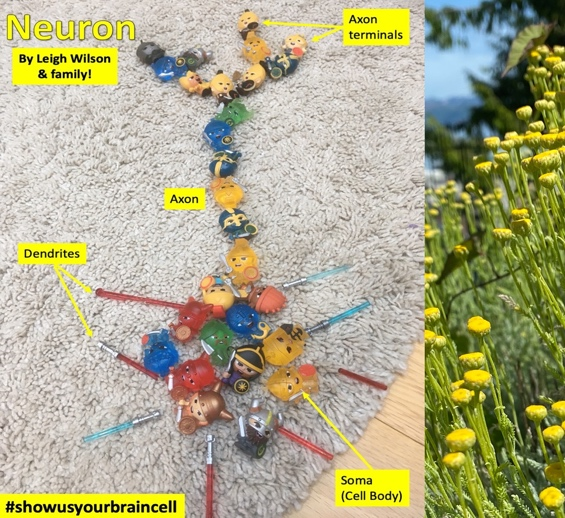 Neuron
By Leigh Wilson
& family!
Axon
terminals
Axon
Dendrites
Soma
(Cell Body)
#showusyourbraincell